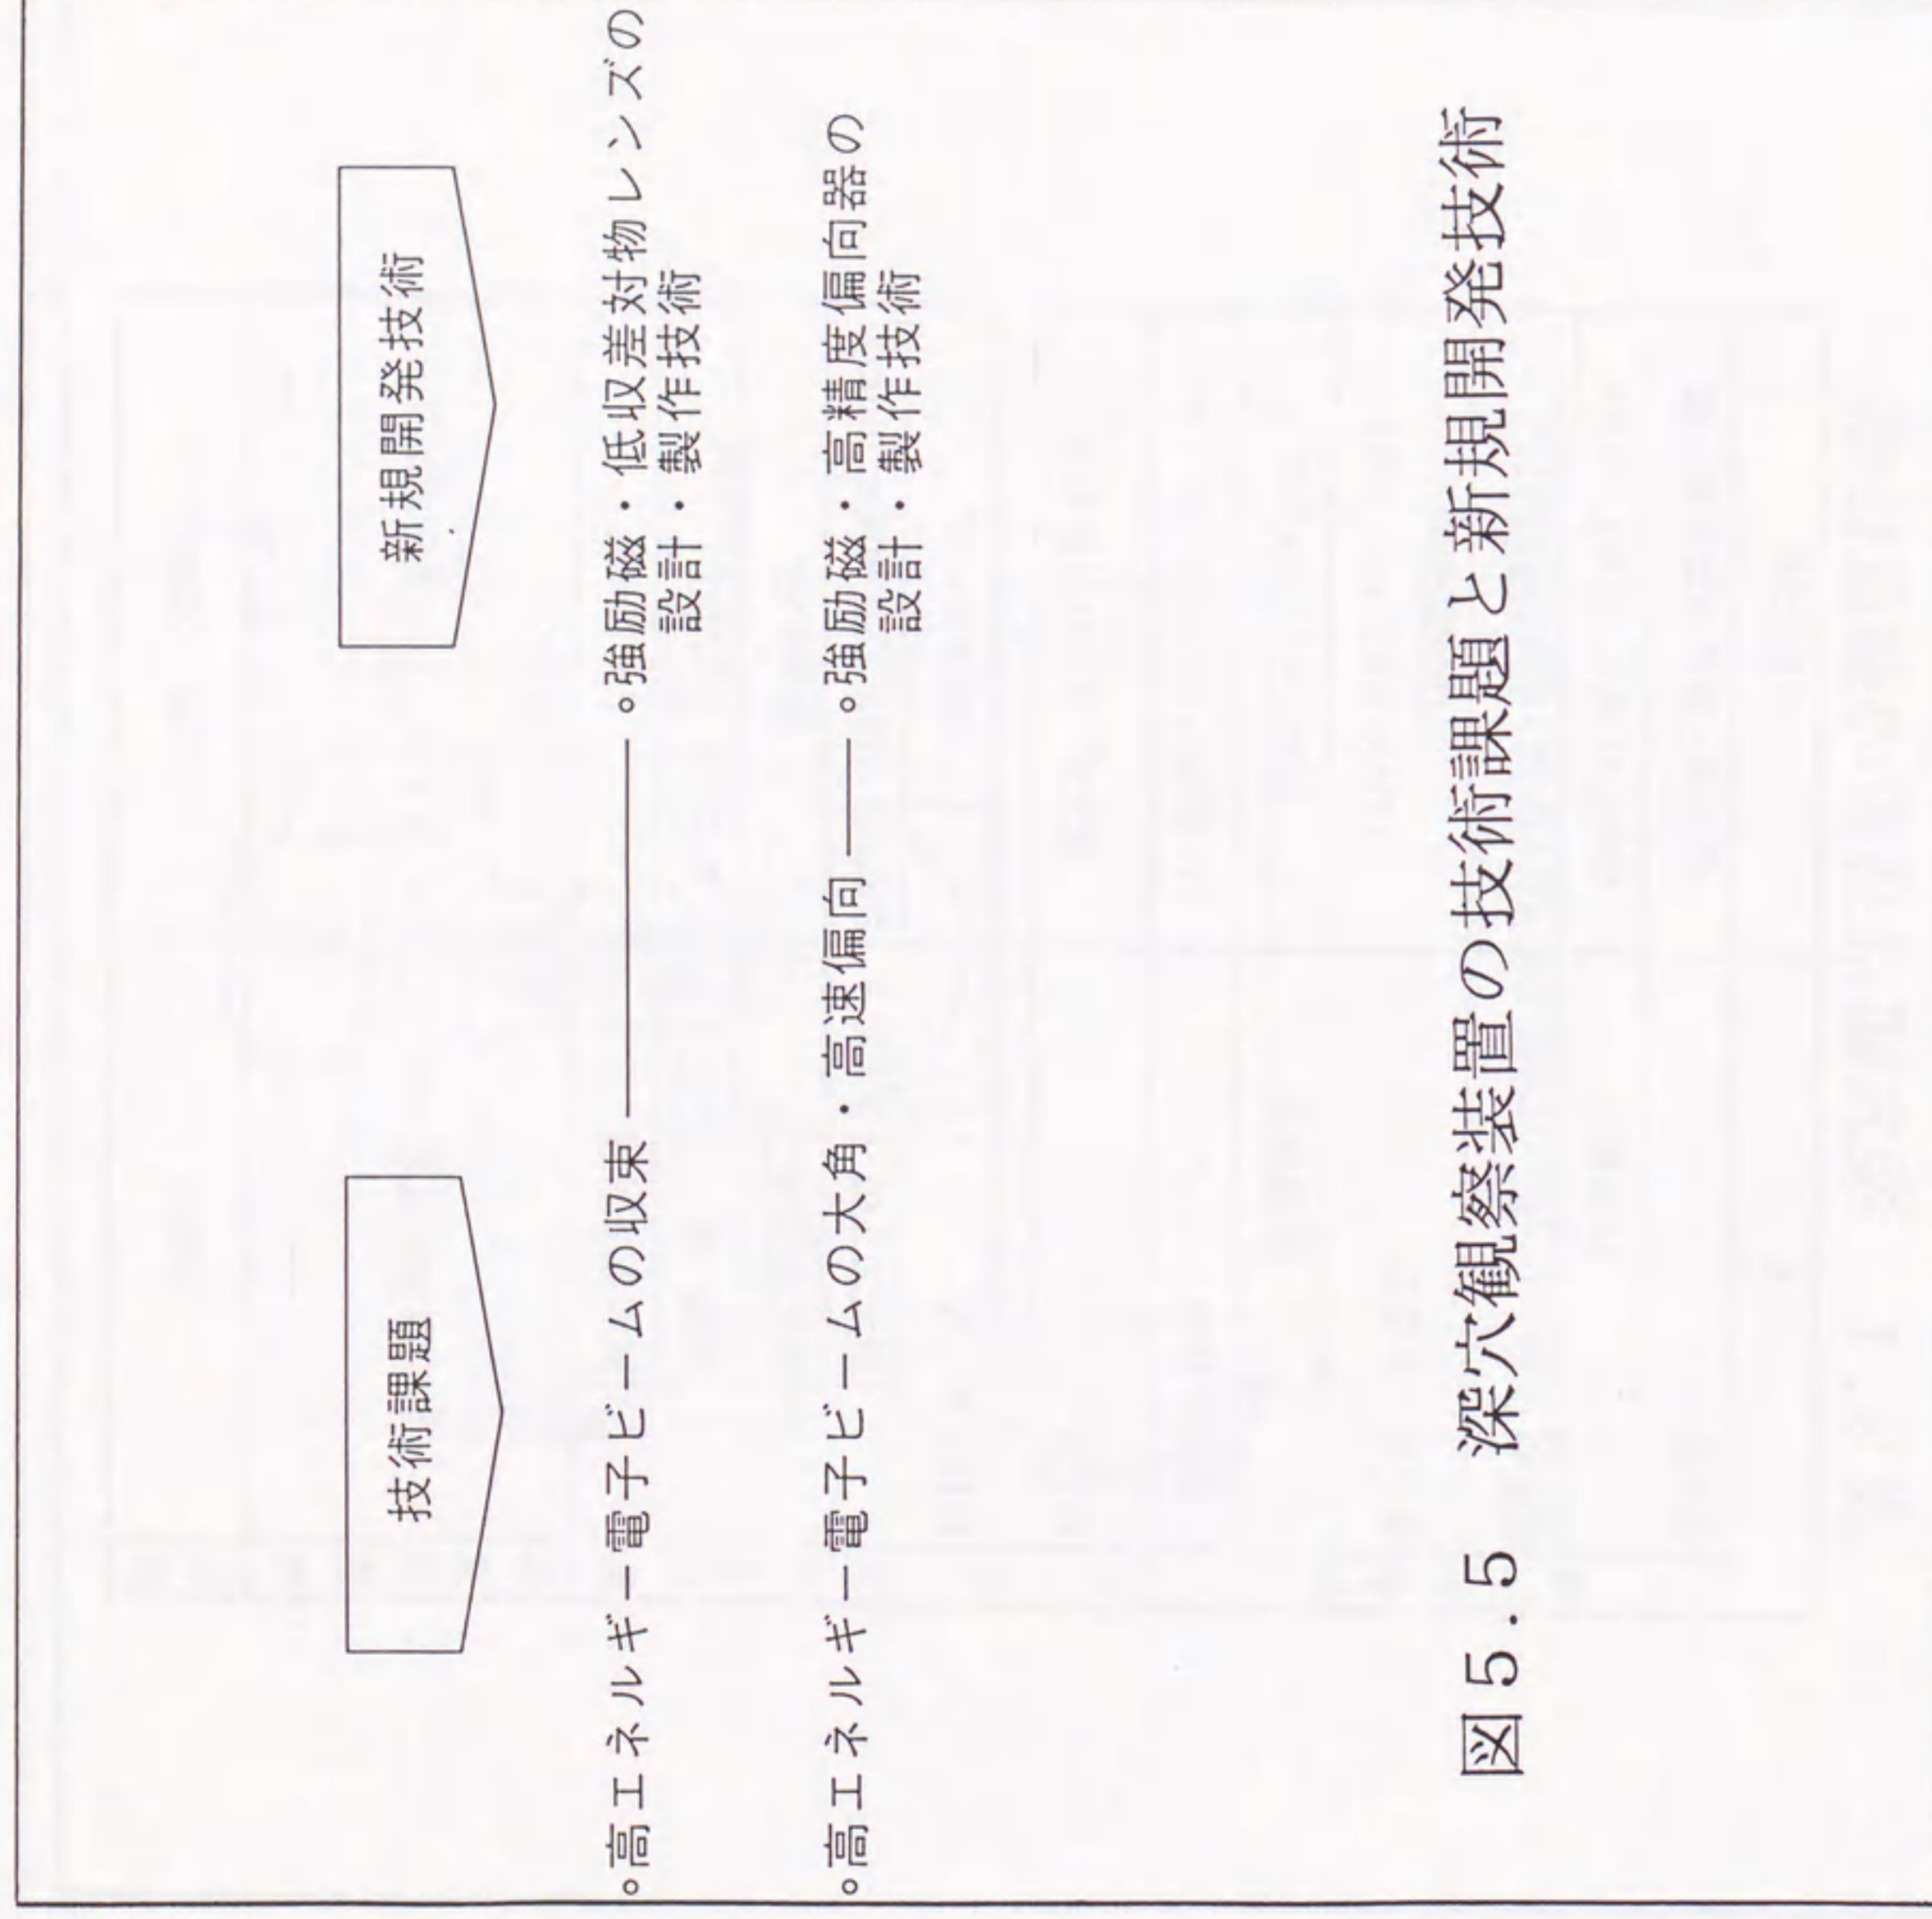 技術課題
新規開発技術
○高エネルギー電子ビームの収束 ――― ○強励磁・低収差対物レンズの
設計・製作技術
○高エネルギー電子ビームの大角・高速偏向 ― ○強励磁・高精度偏向器の
設計・製作技術
図5.5 深穴観察装置の技術課題と新規開発技術